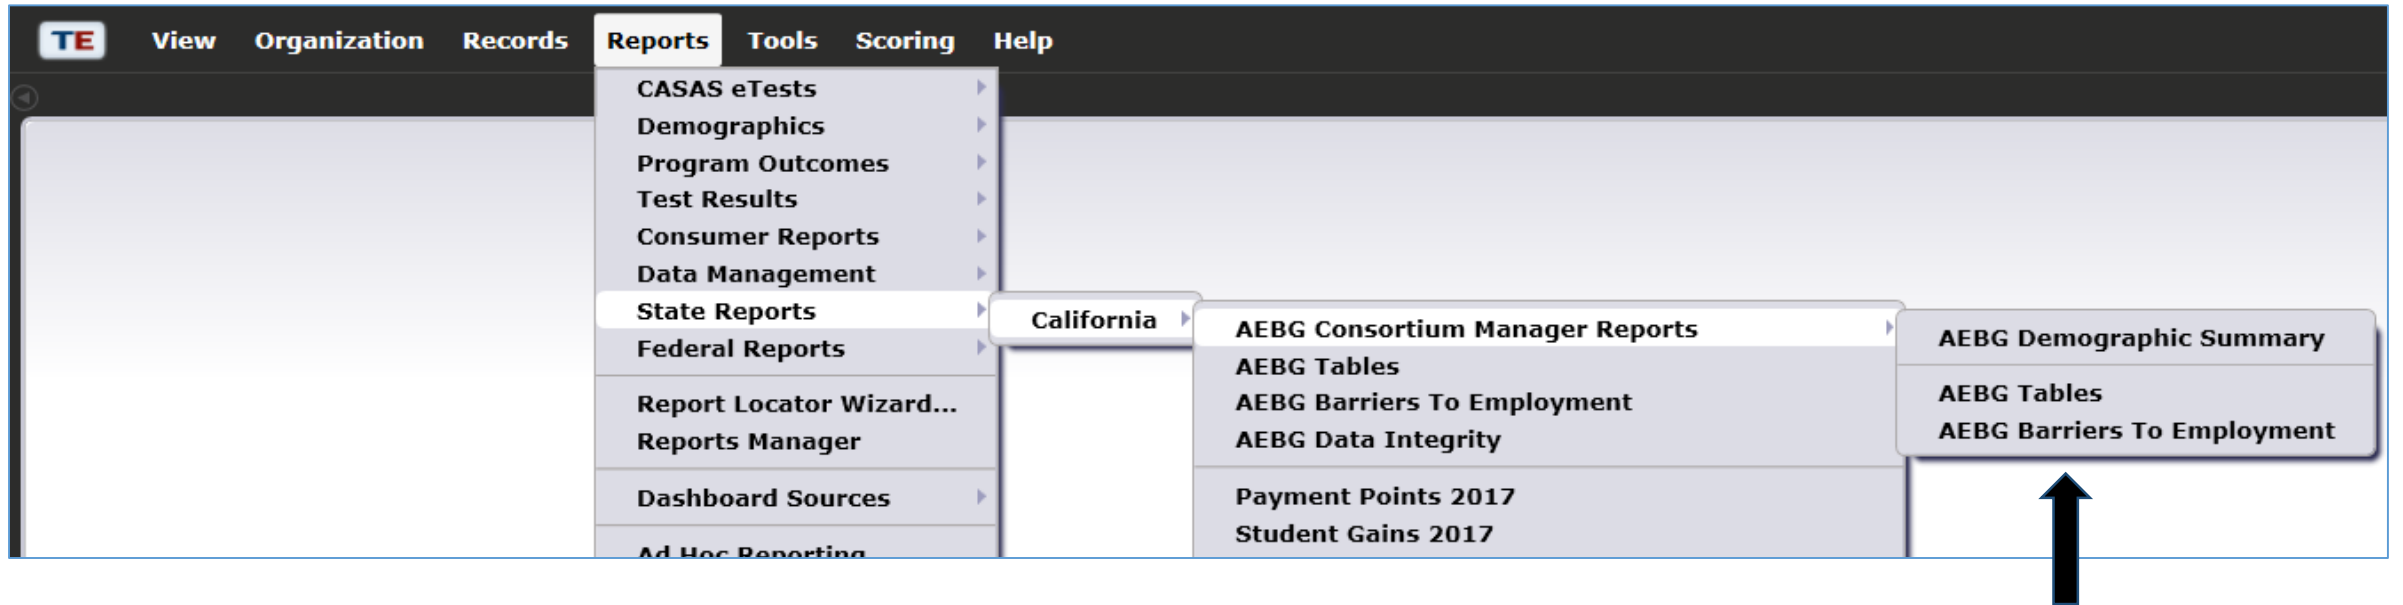 TE View Organization Records Reports Tools Scoring Help
CASAS eTests
Demographics
Program Outcomes
Test Results
Consumer Reports
Data Management
State Reports
Federal Reports
Report Locator Wizard...
Reports Manager
Dashboard Sources
Ad Hoc Reporting
California
AEBG Consortium Manager Reports
AEBG Tables
AEBG Barriers To Employment
AEBG Data Integrity
Payment Points 2017
Student Gains 2017
AEBG Demographic Summary
AEBG Tables
AEBG Barriers To Employment